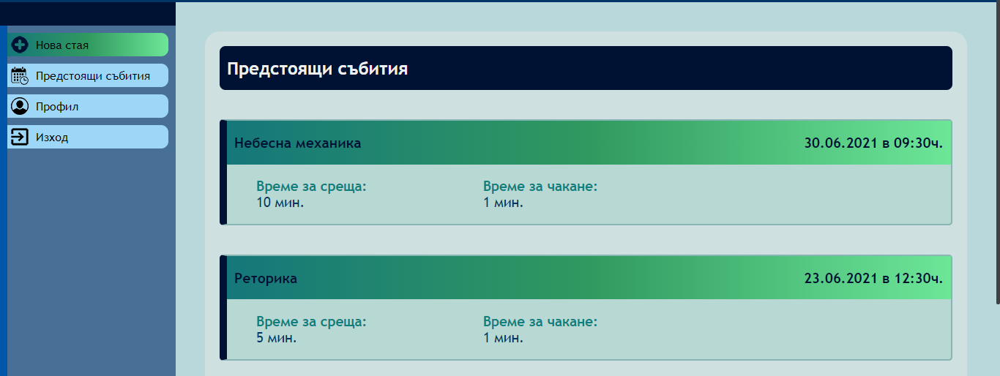 Нова стая
Предстоящи събития
Профил
Изход
Предстоящи събития
Небесна механика 30.06.2021 в 09:30ч.
Време за среща: Време за чакане:
10 мин. 1 мин.
Реторика 23.06.2021 в 12:30ч.
Време за среща: Време за чакане:
5 мин. 1 мин.